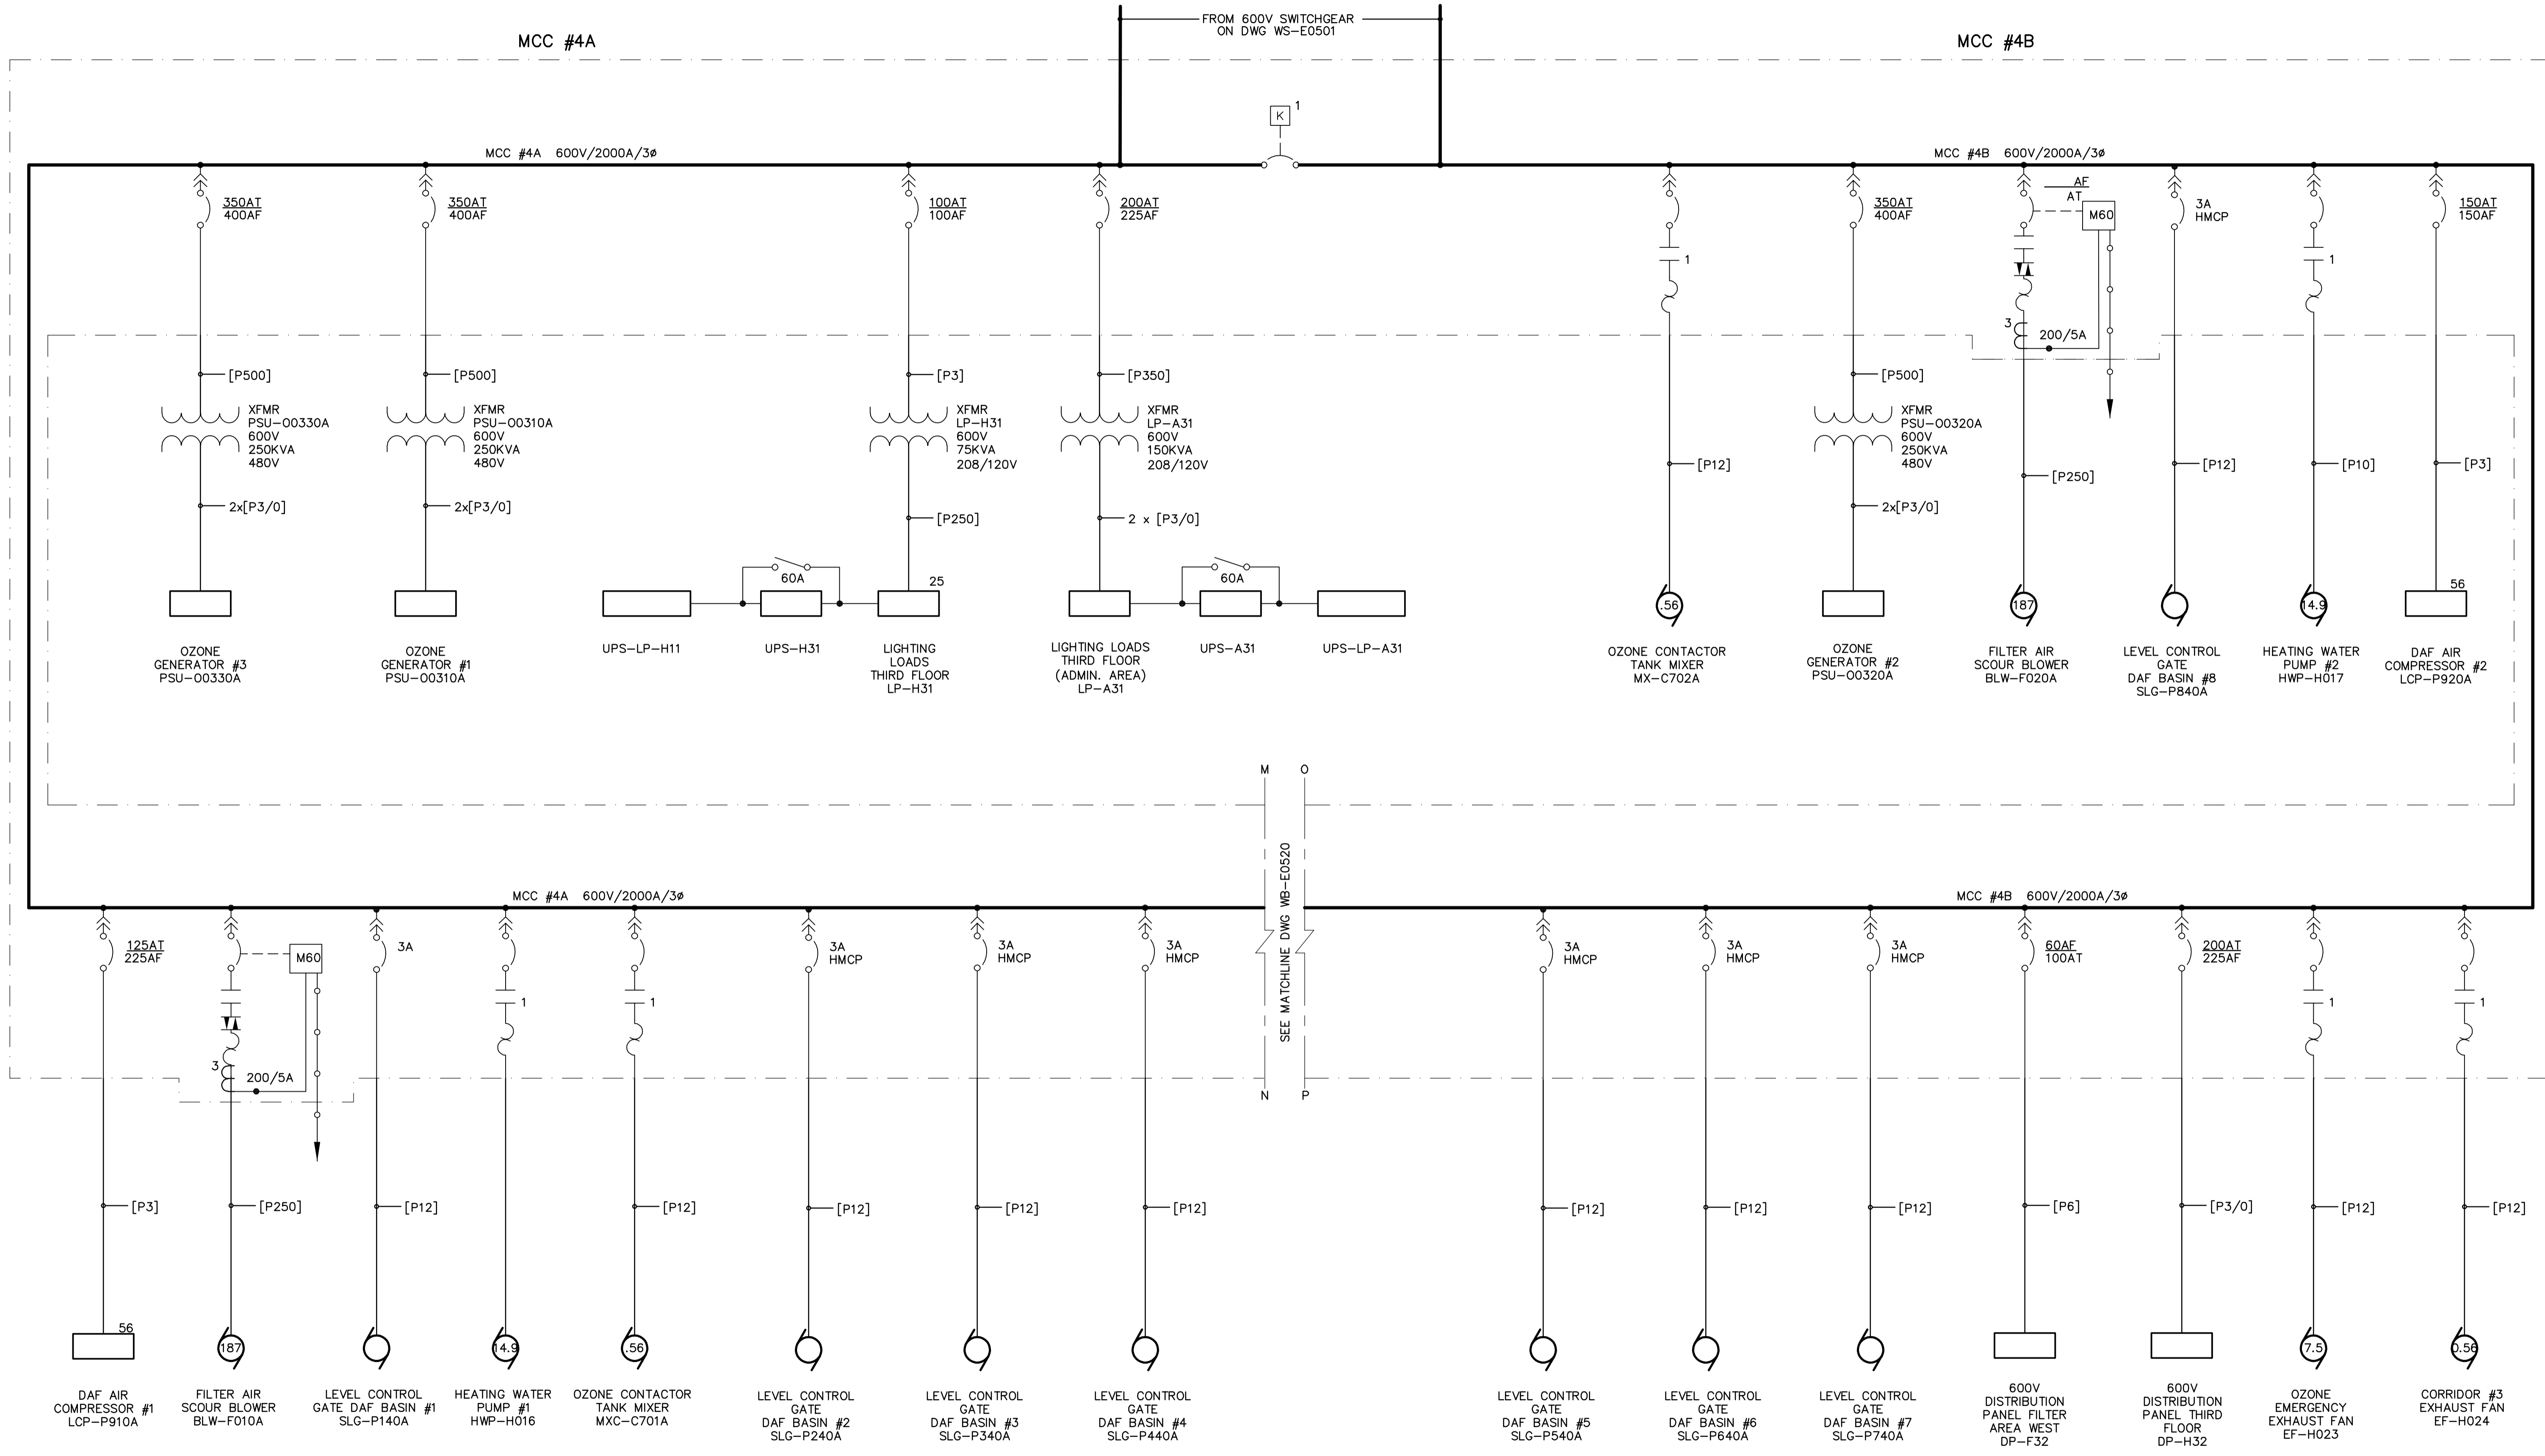 FROM 600V SWITCHGEAR
ON DWG WS-E0501
MCC #4A
MCC #4B
K
1
MCC #4A 600V/2000A/3ø
MCC #4B 600V/2000A/3ø
350AT
400AF
350AT
400AF
100AT
100AF
200AT
225AF
1
350AT
400AF
AF
AT
M60
3
200/5A
3A
HMCP
1
150AT
150AF
[P500]
XFMR
PSU-O0330A
600V
250KVA
480V
2x[P3/0]
[P500]
XFMR
PSU-O0310A
600V
250KVA
480V
2x[P3/0]
[P3]
XFMR
LP-H31
600V
75KVA
208/120V
[P250]
[P350]
XFMR
LP-A31
600V
150KVA
208/120V
2 x [P3/0]
[P12]
[P500]
XFMR
PSU-O0320A
600V
250KVA
480V
2x[P3/0]
[P250]
[P12]
[P10]
[P3]
60A
25
60A
.56
187
14.9
56
OZONE
GENERATOR #3
PSU-O0330A
OZONE
GENERATOR #1
PSU-O0310A
UPS-LP-H11
UPS-H31
LIGHTING
LOADS
THIRD FLOOR
LP-H31
LIGHTING LOADS
THIRD FLOOR
(ADMIN. AREA)
LP-A31
UPS-A31
UPS-LP-A31
OZONE CONTACTOR
TANK MIXER
MX-C702A
OZONE
GENERATOR #2
PSU-O0320A
FILTER AIR
SCOUR BLOWER
BLW-F020A
LEVEL CONTROL
GATE
DAF BASIN #8
SLG-P840A
HEATING WATER
PUMP #2
HWP-H017
DAF AIR
COMPRESSOR #2
LCP-P920A
M
O
SEE MATCHLINE DWG WB-E0520
N
P
MCC #4A 600V/2000A/3ø
MCC #4B 600V/2000A/3ø
125AT
225AF
M60
3
200/5A
3A
1
1
3A
HMCP
3A
HMCP
3A
HMCP
3A
HMCP
3A
HMCP
3A
HMCP
60AF
100AT
200AT
225AF
1
1
[P3]
[P250]
[P12]
[P12]
[P12]
[P12]
[P12]
[P12]
[P12]
[P12]
[P6]
[P3/0]
[P12]
[P12]
56
187
14.9
.56
7.5
0.56
DAF AIR
COMPRESSOR #1
LCP-P910A
FILTER AIR
SCOUR BLOWER
BLW-F010A
LEVEL CONTROL
GATE DAF BASIN #1
SLG-P140A
HEATING WATER
PUMP #1
HWP-H016
OZONE CONTACTOR
TANK MIXER
MXC-C701A
LEVEL CONTROL
GATE
DAF BASIN #2
SLG-P240A
LEVEL CONTROL
GATE
DAF BASIN #3
SLG-P340A
LEVEL CONTROL
GATE
DAF BASIN #4
SLG-P440A
LEVEL CONTROL
GATE
DAF BASIN #5
SLG-P540A
LEVEL CONTROL
GATE
DAF BASIN #6
SLG-P640A
LEVEL CONTROL
GATE
DAF BASIN #7
SLG-P740A
600V
DISTRIBUTION
PANEL FILTER
AREA WEST
DP-F32
600V
DISTRIBUTION
PANEL THIRD
FLOOR
DP-H32
OZONE
EMERGENCY
EXHAUST FAN
EF-H023
CORRIDOR #3
EXHAUST FAN
EF-H024